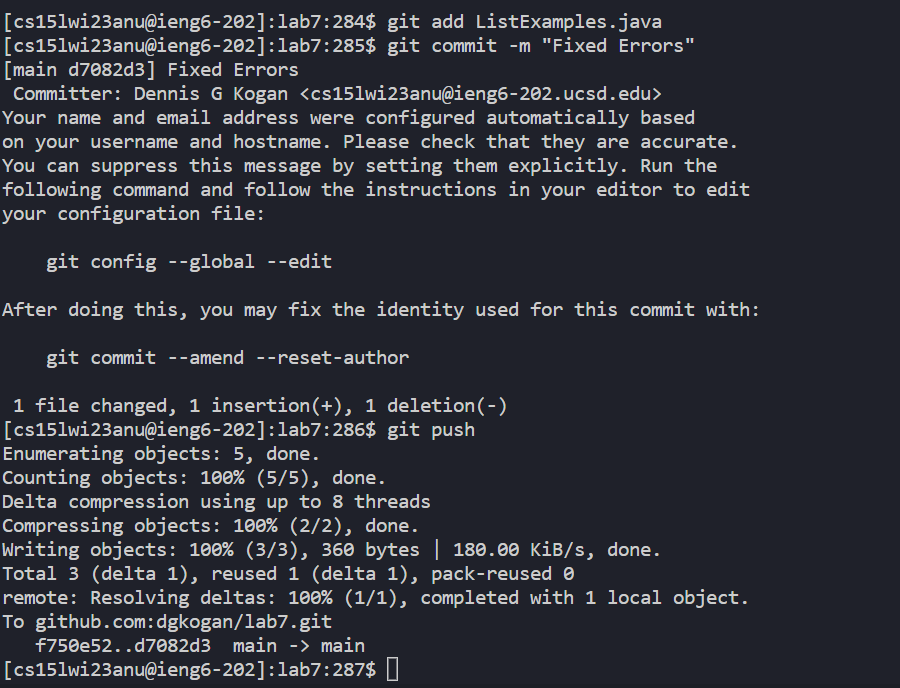 [cs15lwi23anu@ieng6-202]:lab7:284$ git add ListExamples.java
[cs15lwi23anu@ieng6-202]:lab7:285$ git commit -m "Fixed Errors"
[main d7082d3] Fixed Errors
 Committer: Dennis G Kogan <cs15lwi23anu@ieng6-202.ucsd.edu>
Your name and email address were configured automatically based
on your username and hostname. Please check that they are accurate.
You can suppress this message by setting them explicitly. Run the
following command and follow the instructions in your editor to edit
your configuration file:

    git config --global --edit

After doing this, you may fix the identity used for this commit with:

    git commit --amend --reset-author

 1 file changed, 1 insertion(+), 1 deletion(-)
[cs15lwi23anu@ieng6-202]:lab7:286$ git push
Enumerating objects: 5, done.
Counting objects: 100% (5/5), done.
Delta compression using up to 8 threads
Compressing objects: 100% (2/2), done.
Writing objects: 100% (3/3), 360 bytes | 180.00 KiB/s, done.
Total 3 (delta 1), reused 1 (delta 1), pack-reused 0
remote: Resolving deltas: 100% (1/1), completed with 1 local object.
To github.com:dgkogan/lab7.git
   f750e52..d7082d3  main -> main
[cs15lwi23anu@ieng6-202]:lab7:287$